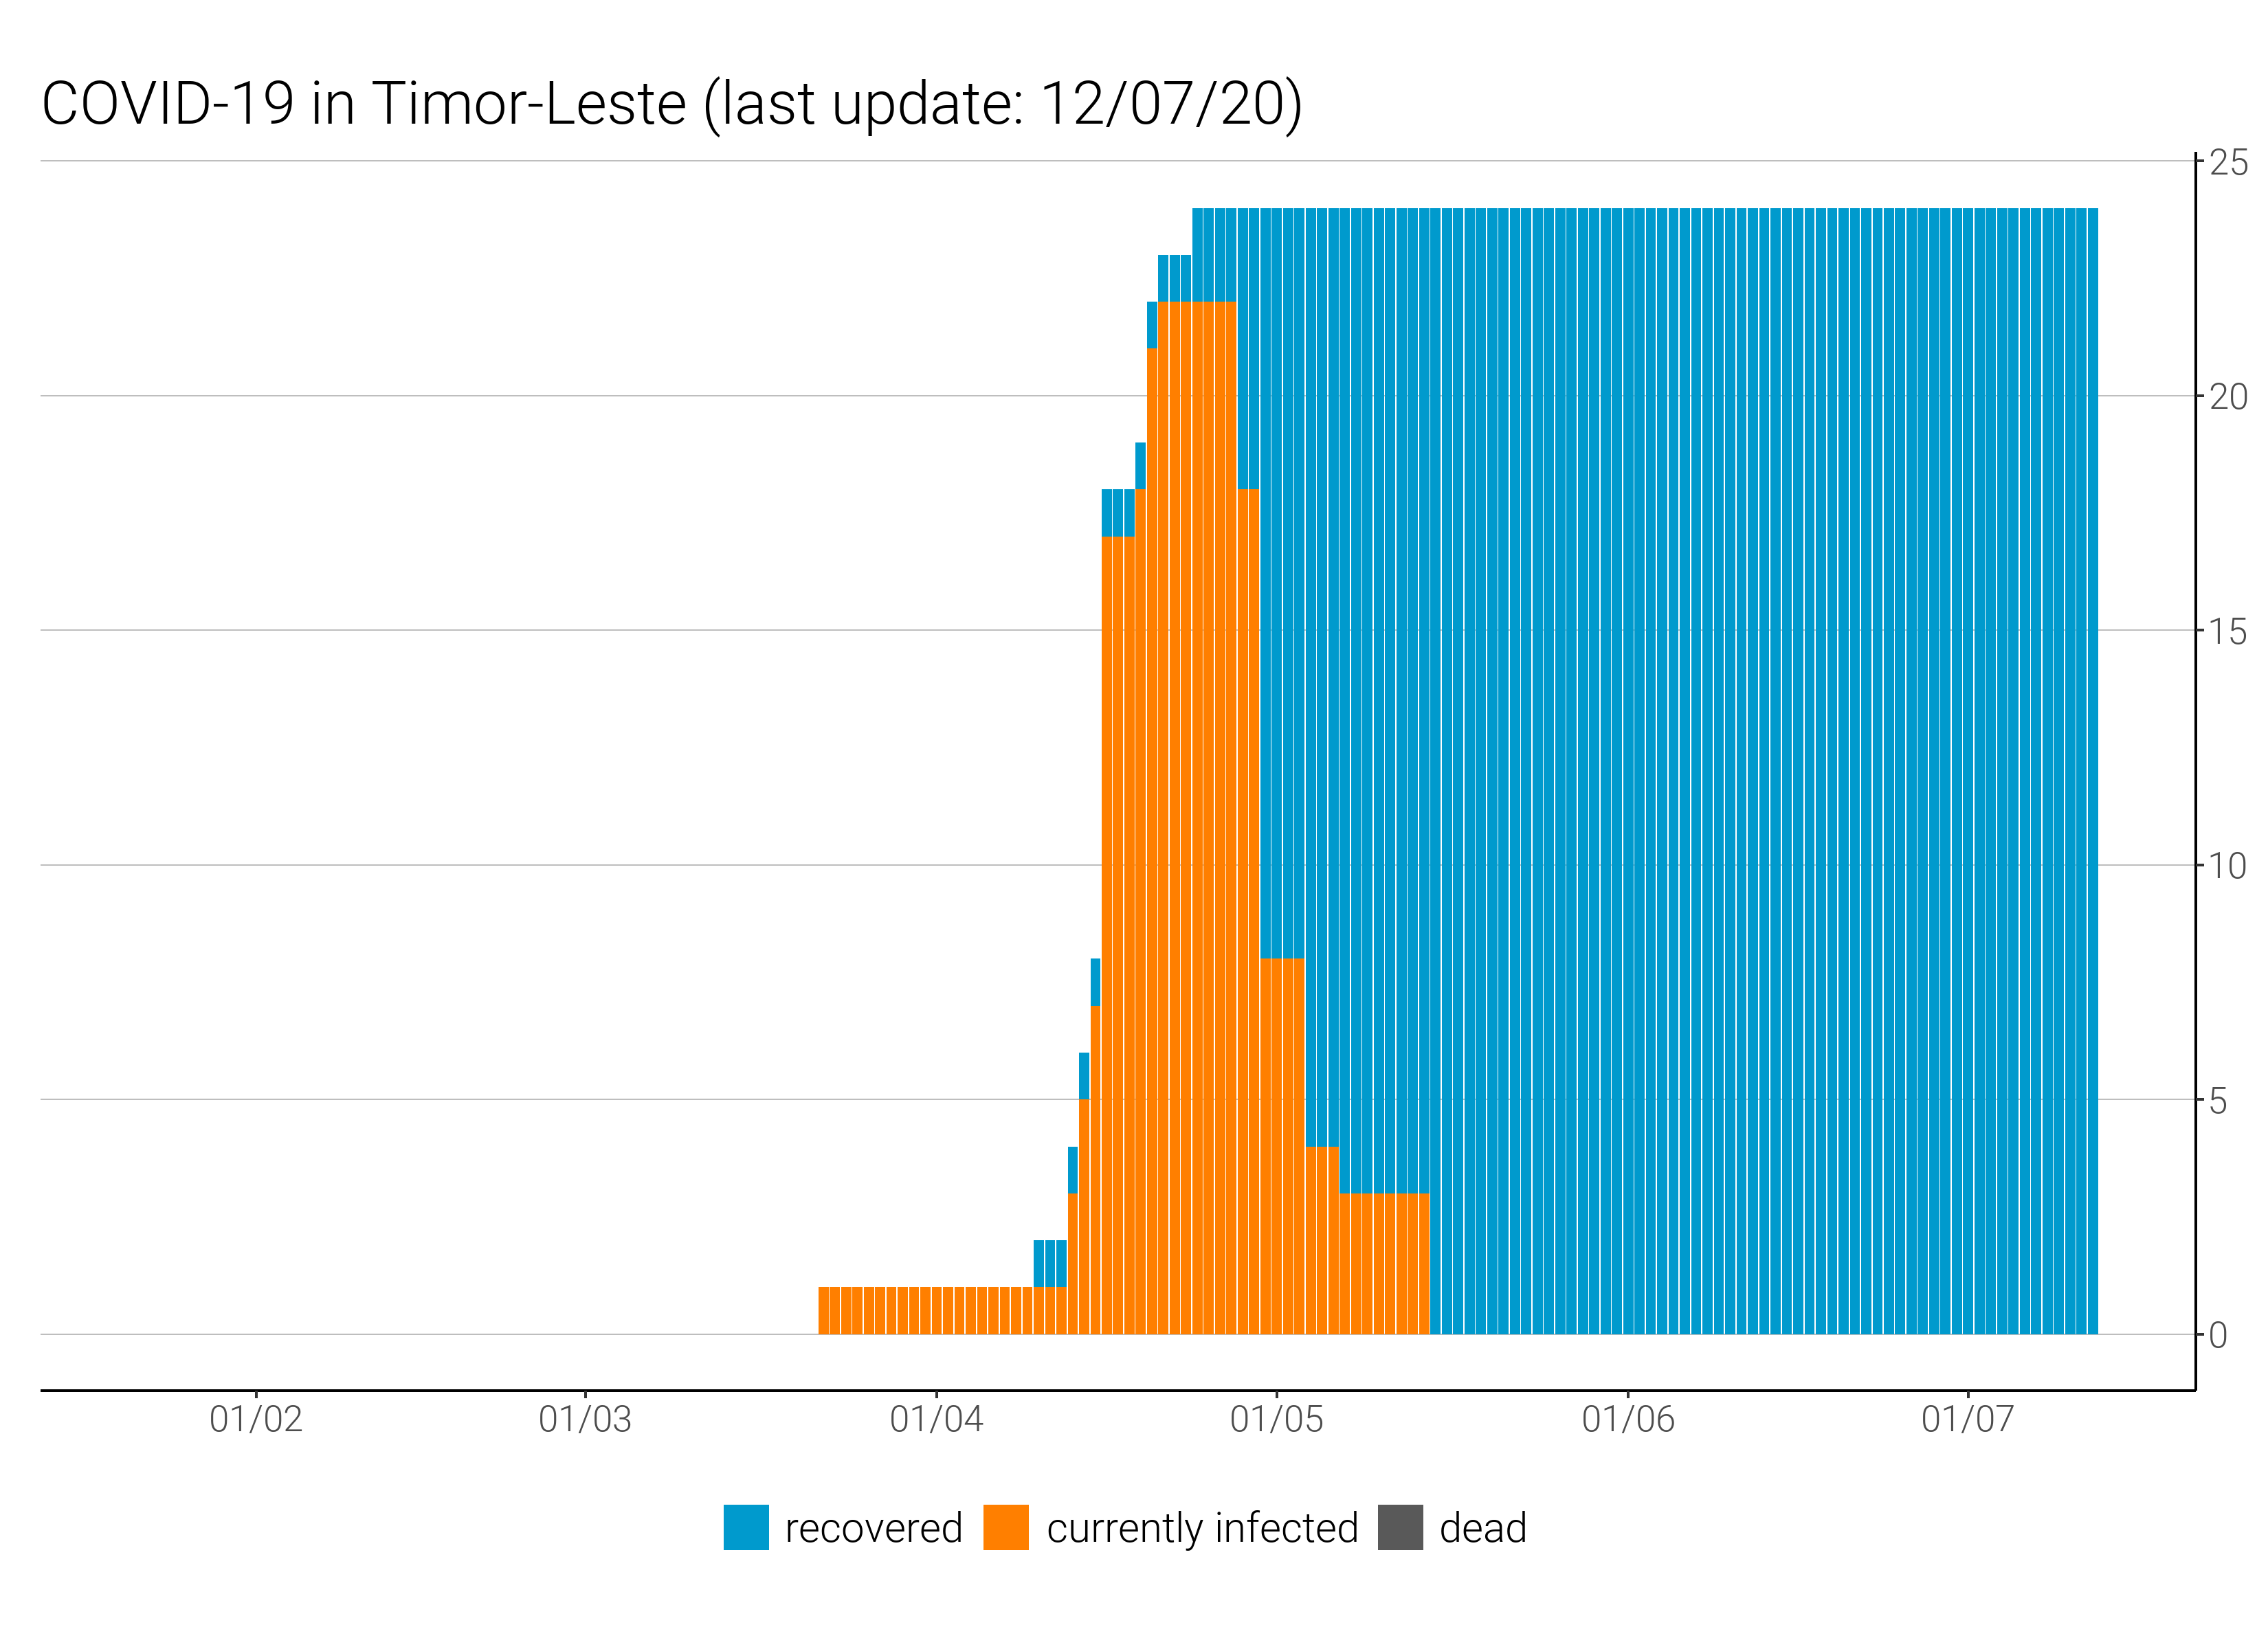 COVID-19 in Timor-Leste (last update: 12/07/20)
25
20
15
10
5
0
01/02 01/03 01/04 01/05 01/06 01/07
recovered currently infected dead